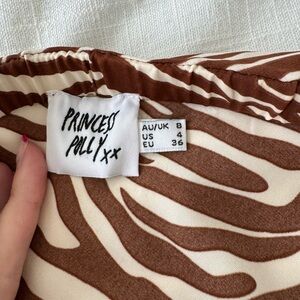 PRINCESS
POLLY xx
AU/UK 8
US 4
EU 36